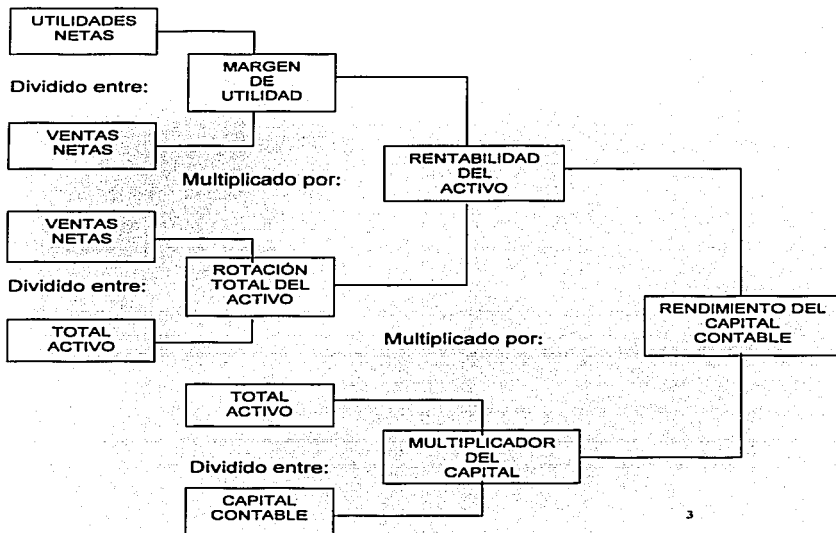 UTILIDADES
NETAS
Dividido entre:
MARGEN
DE
UTILIDAD
VENTAS
NETAS
Multiplicado por:
RENTABILIDAD
DEL
ACTIVO
VENTAS
NETAS
Dividido entre:
ROTACIÓN
TOTAL DEL
ACTIVO
TOTAL
ACTIVO
Multiplicado por:
RENDIMIENTO DEL
CAPITAL
CONTABLE
TOTAL
ACTIVO
Dividido entre:
MULTIPLICADOR
DEL
CAPITAL
CAPITAL
CONTABLE
3